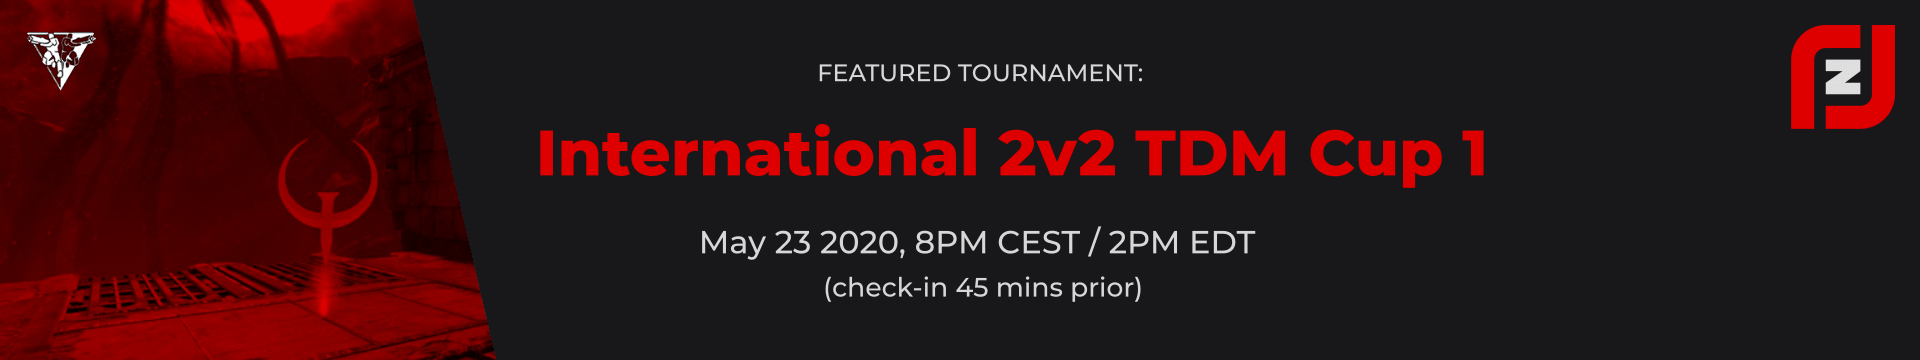 FEATURED TOURNAMENT:
International 2v2 TDM Cup 1
May 23 2020, 8PM CEST / 2PM EDT
(check-in 45 mins prior)
Z